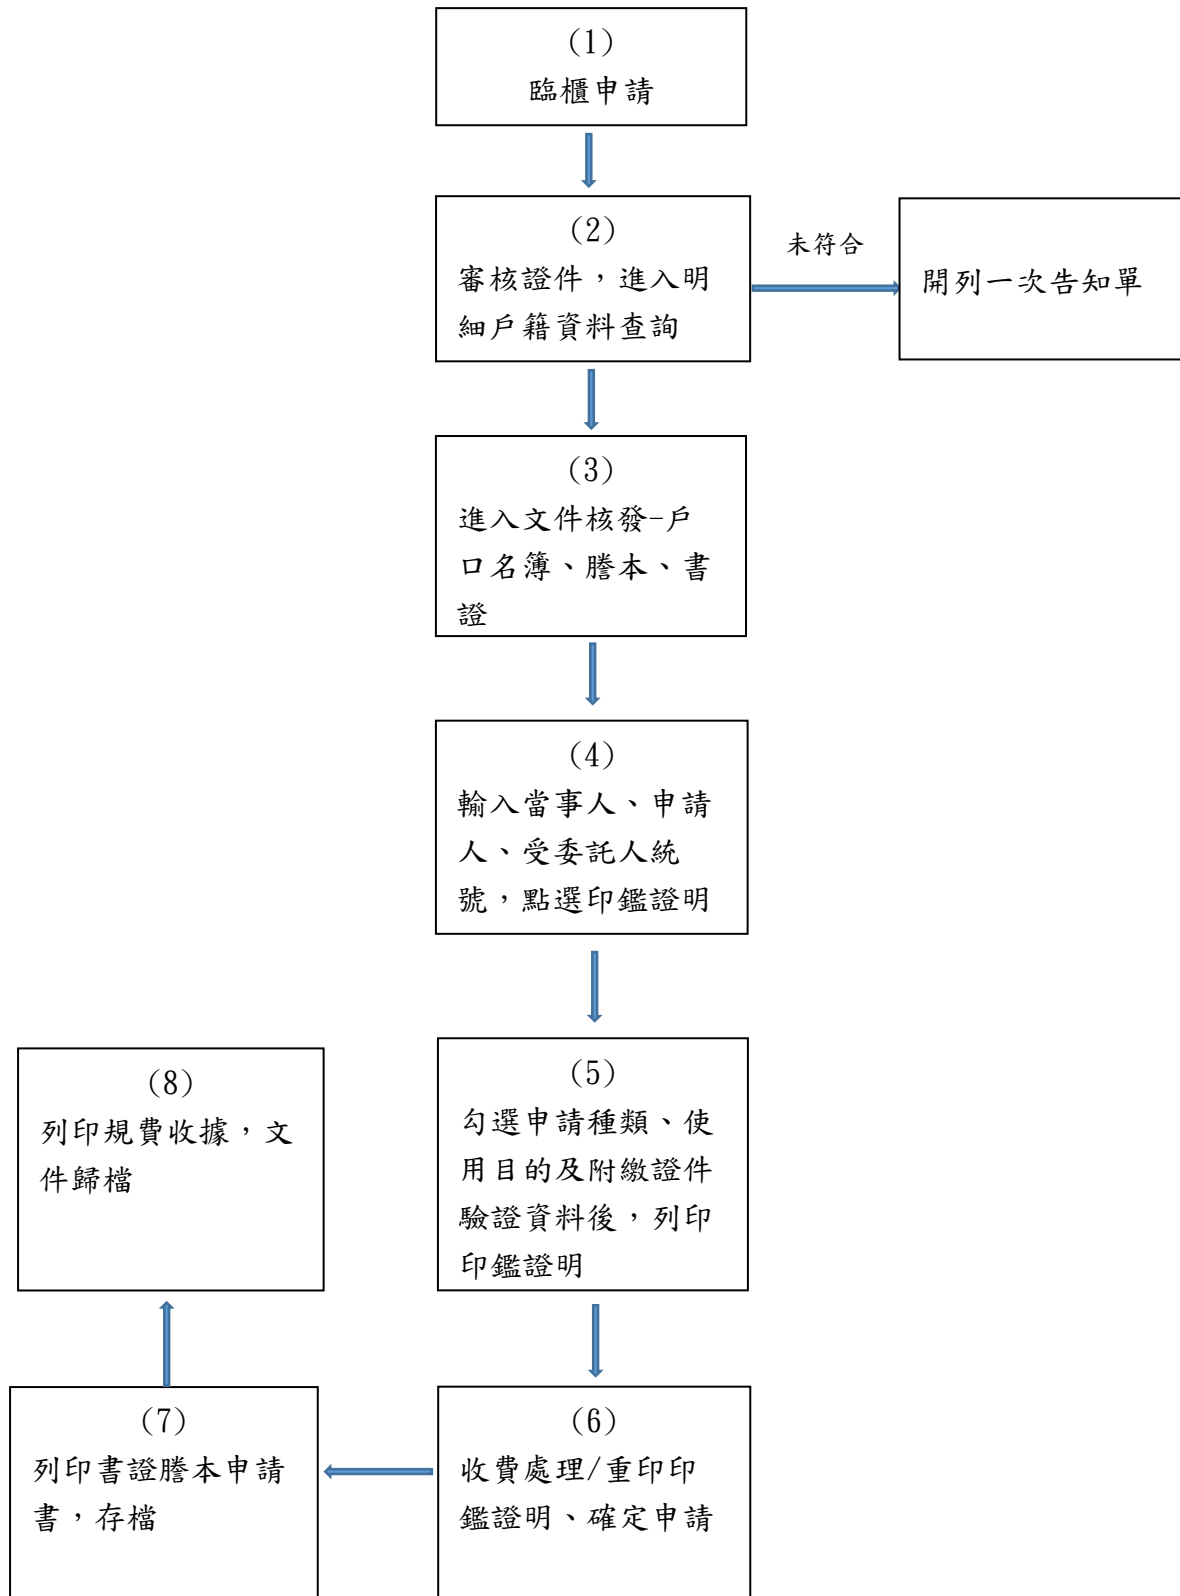 (1)
臨櫃申請
(2)
審核證件，進入明
細戶籍資料查詢
未符合
開列一次告知單
(3)
進入文件核發-戶
口名簿、謄本、書
證
(4)
輸入當事人、申請
人、受委託人統
號，點選印鑑證明
(5)
勾選申請種類、使
用目的及附繳證件
驗證資料後，列印
印鑑證明
(6)
收費處理/重印印
鑑證明、確定申請
(7)
列印書證謄本申請
書，存檔
(8)
列印規費收據，文
件歸檔